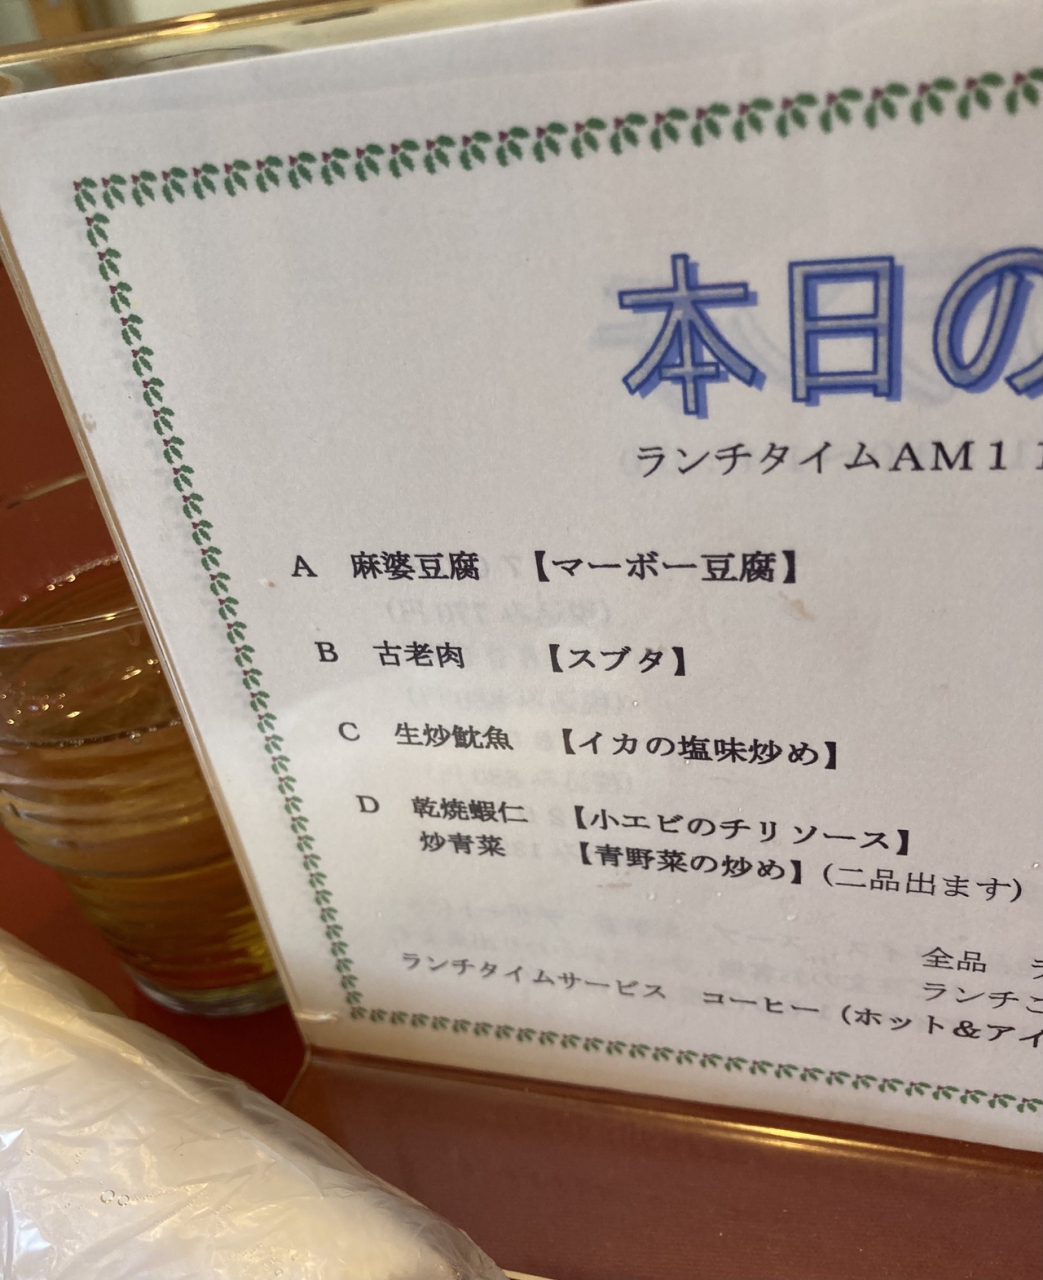 本日の
ランチタイムAM11
A 麻婆豆腐 【マーボー豆腐】
B 古老肉 【スブタ】
C 生炒魷魚 【イカの塩味炒め】
D 乾焼蝦仁 【小エビのチリソース】
炒青菜 【青野菜の炒め】(二品出ます)
全品
ランチ
ランチタイムサービス コーヒー (ホット&アイ